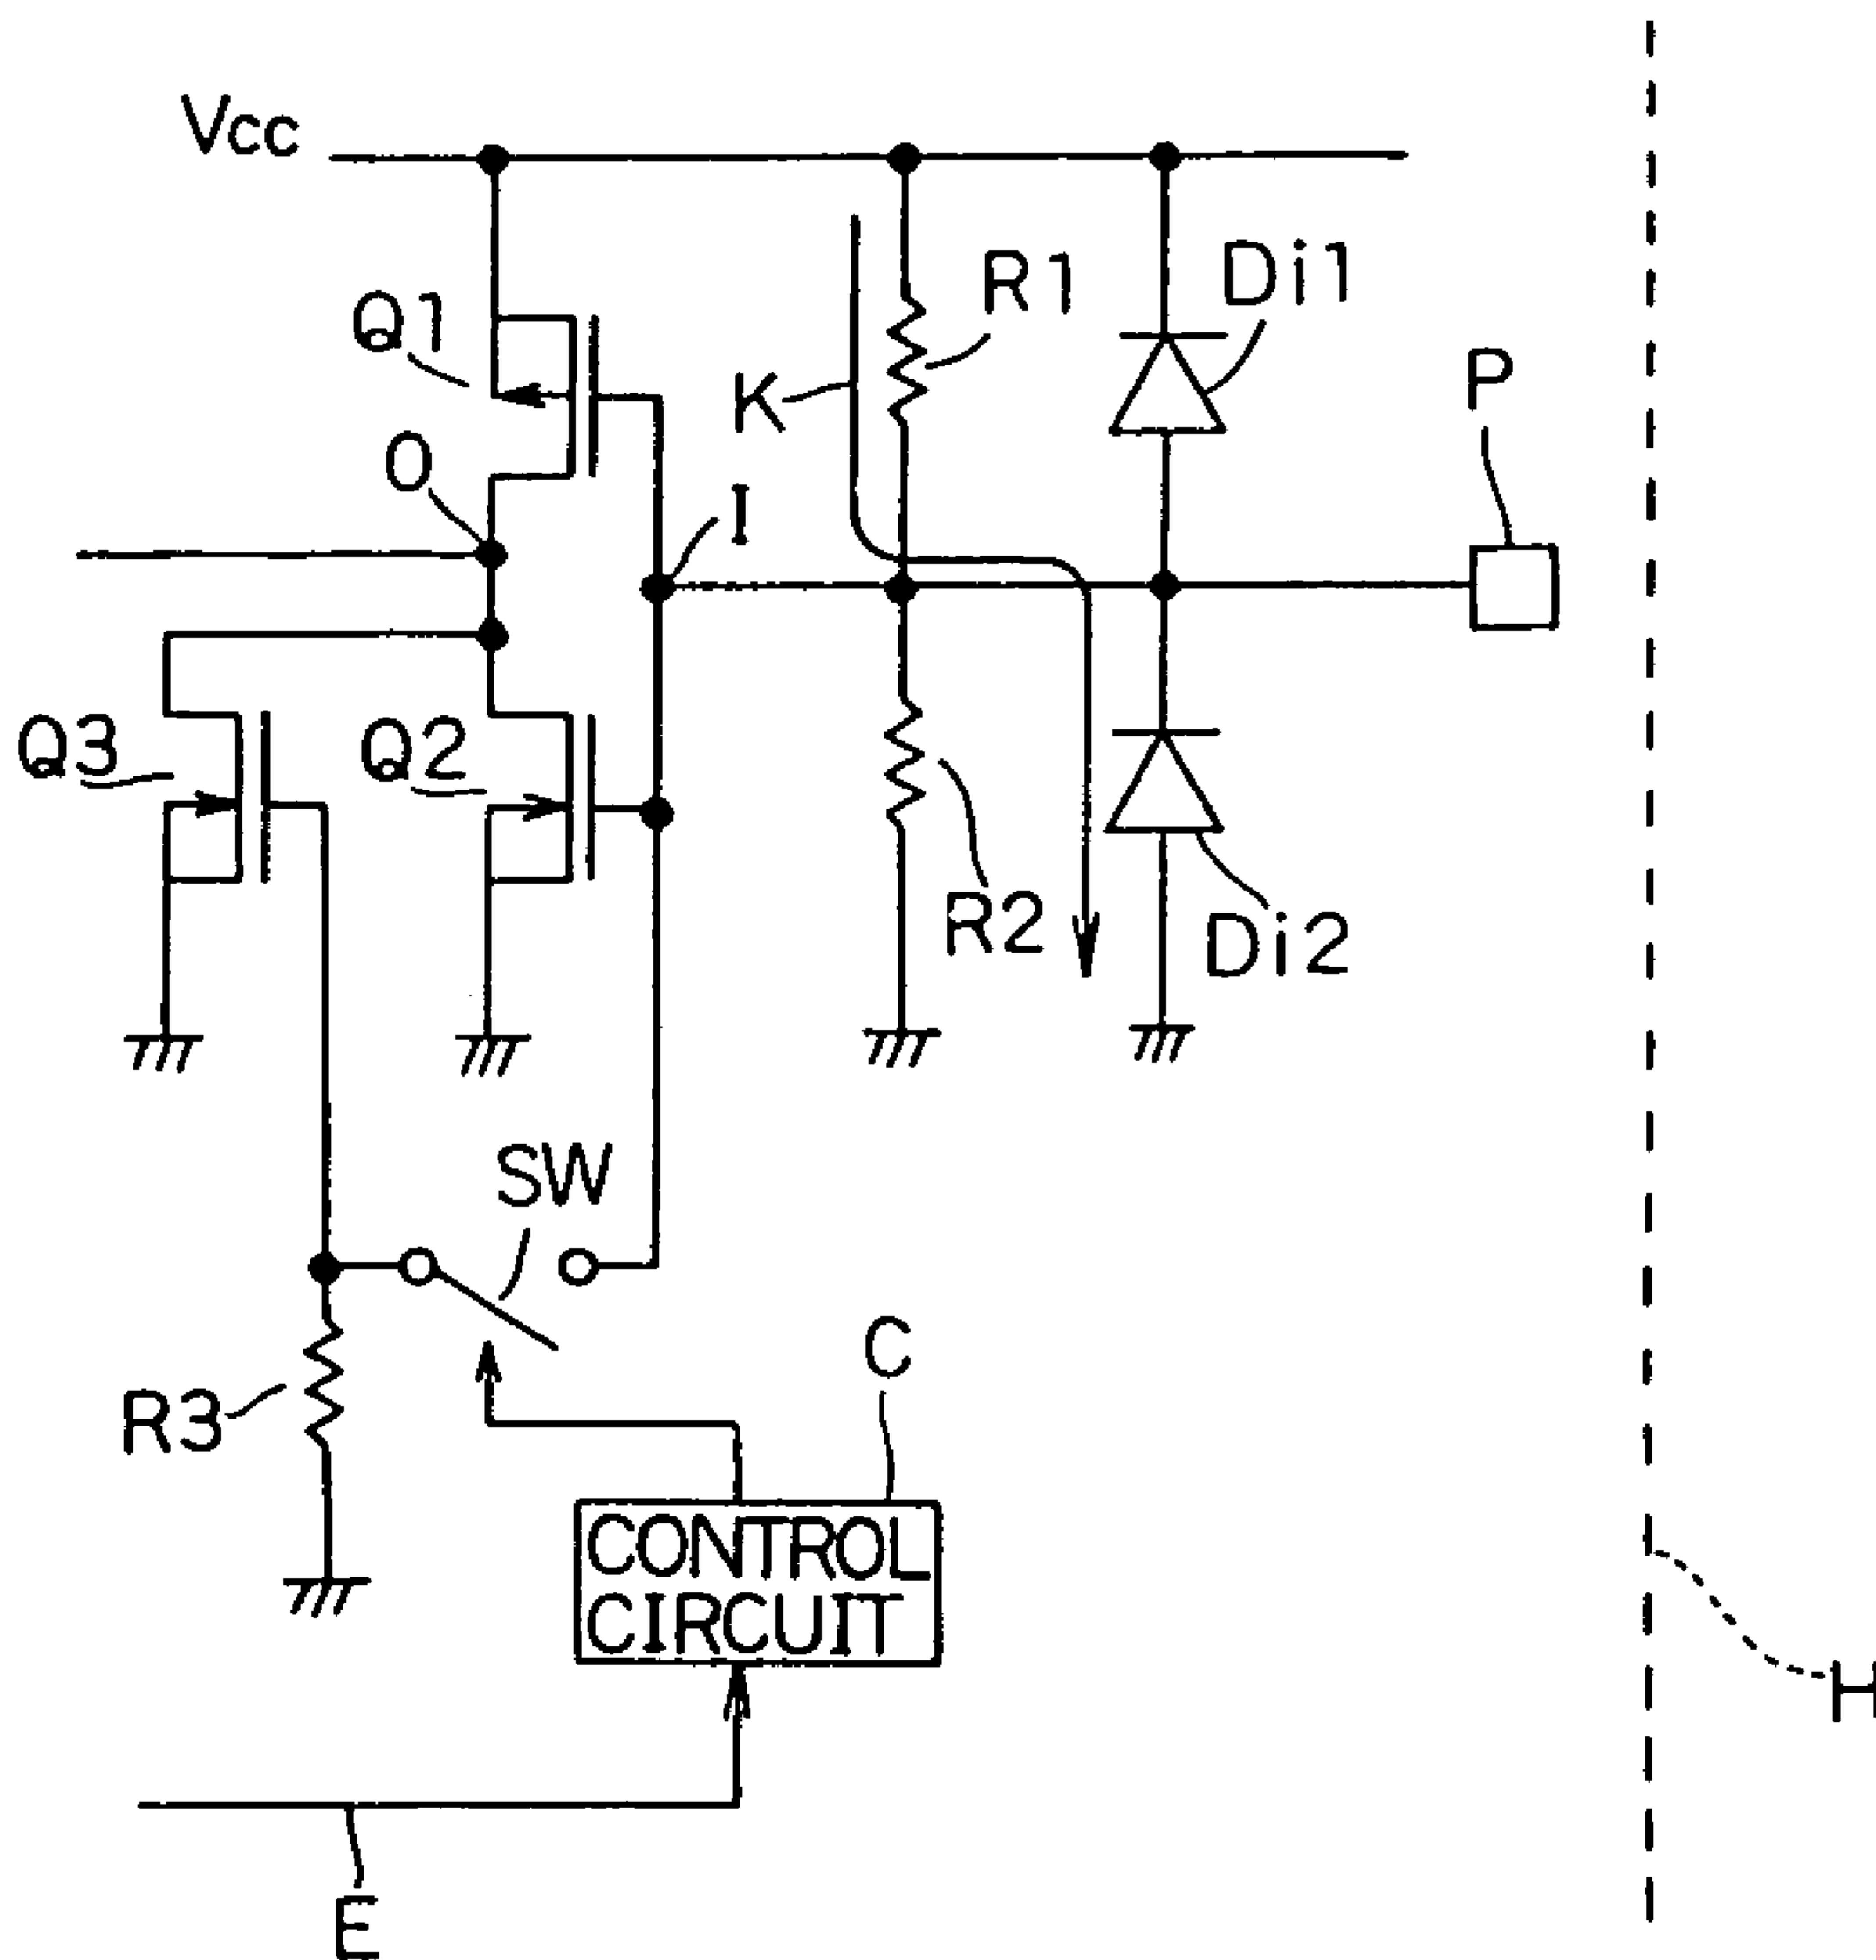 Vcc
R1
Di1
Q1
K
P
O
I
Q3
Q2
R2
Di2
SW
C
R3
CONTROL
CIRCUIT
H
E